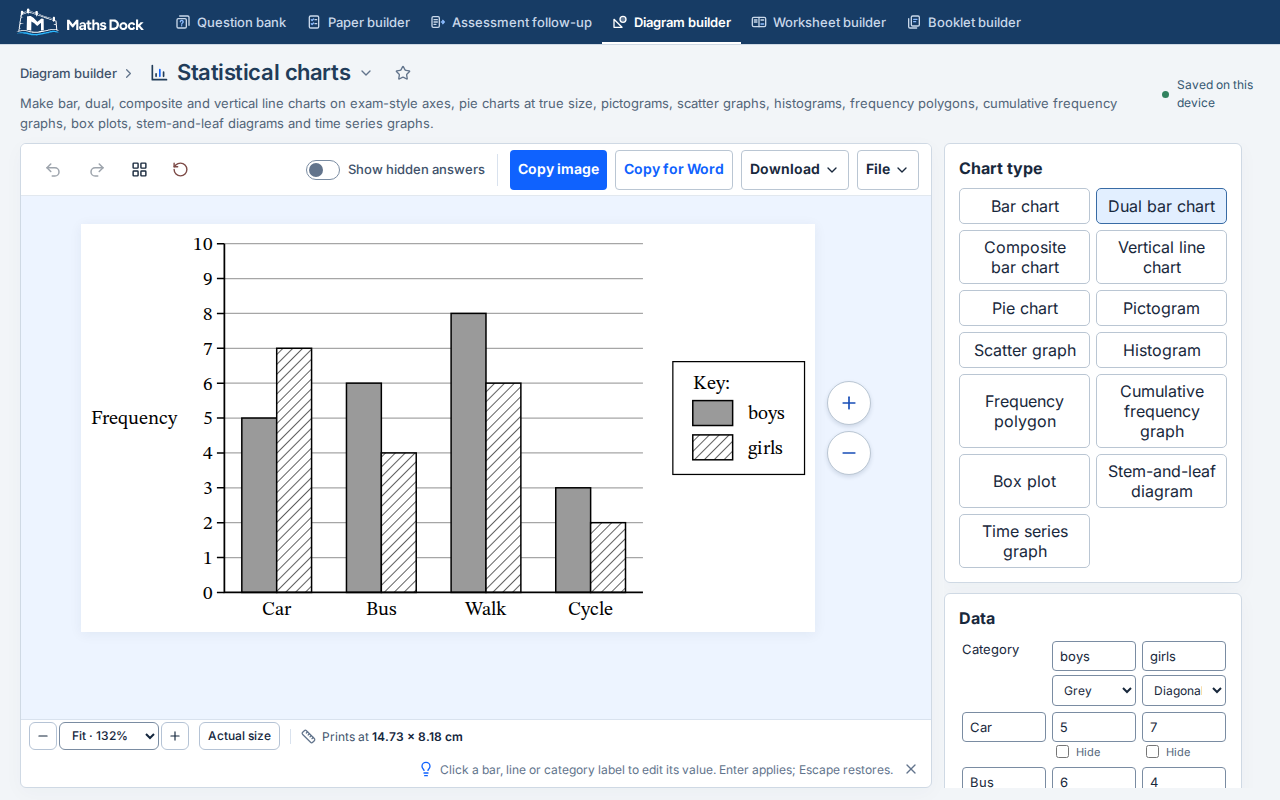 Maths Dock
Question bank
Paper builder
Assessment follow-up
Diagram builder
Worksheet builder
Booklet builder
Diagram builder
Statistical charts
Make bar, dual, composite and vertical line charts on exam-style axes, pie charts at true size, pictograms, scatter graphs, histograms, frequency polygons, cumulative frequency
graphs, box plots, stem-and-leaf diagrams and time series graphs.
Saved on this
device
Show hidden answers
Copy image
Copy for Word
Download
File
10
9
8
7
6
5
4
3
2
1
0
Frequency
Car
Bus
Walk
Cycle
Key:
boys
girls
Fit · 132%
Actual size
Prints at 14.73 × 8.18 cm
Click a bar, line or category label to edit its value. Enter applies; Escape restores.
Chart type
Bar chart
Dual bar chart
Composite
bar chart
Vertical line
chart
Pie chart
Pictogram
Scatter graph
Histogram
Frequency
polygon
Cumulative
frequency
graph
Box plot
Stem-and-leaf
diagram
Time series
graph
Data
Category
boys
girls
Grey
Diagonal
Car
5
7
Hide
Hide
Bus
6
4